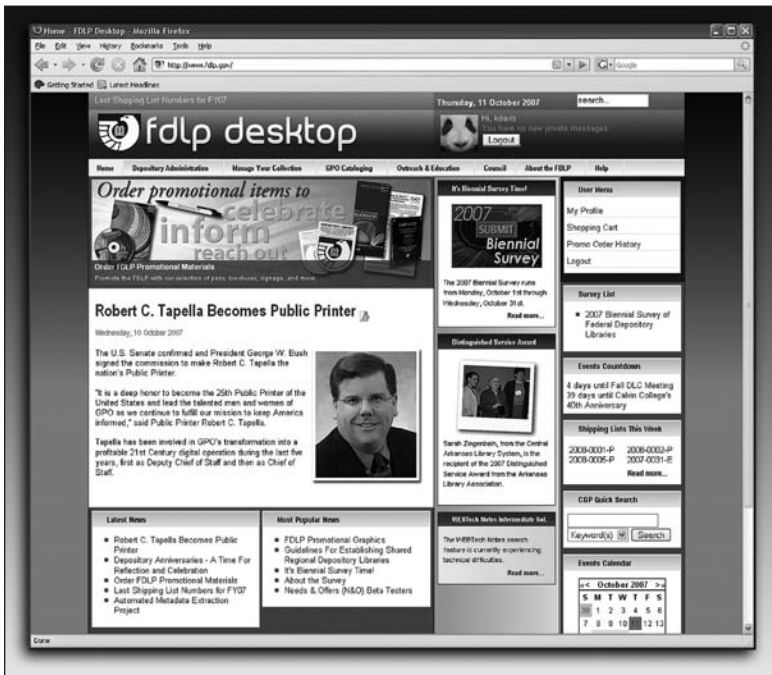 Home - FDLP Desktop - Mozilla Firefox
File Edit View History Bookmarks Tools Help
http://www.fdlp.gov/
Google
Getting Started Latest Headlines
Last Shipping List Numbers for FY07
Thursday, 11 October 2007
search...
fdlp desktop
Hi, kdavis
You have no new private messages.
Logout
Home Depository Administration Manage Your Collection GPO Cataloging Outreach & Education Council About the FDLP Help
Order promotional items to
celebrate
inform
reach out
Order FDLP Promotional Materials
Promote the FDLP with our selection of pens, brochures, signage, and more.
Robert C. Tapella Becomes Public Printer
Wednesday, 10 October 2007
The U.S. Senate confirmed and President George W. Bush
signed the commission to make Robert C. Tapella the
nation's Public Printer.
"It is a deep honor to become the 25th Public Printer of the
United States and lead the talented men and women of
GPO as we continue to fulfill our mission to keep America
informed," said Public Printer Robert C. Tapella.
Tapella has been involved in GPO's transformation into a
profitable 21st Century digital operation during the last five
years, first as Deputy Chief of Staff and then as Chief of
Staff.
Latest News
Robert C. Tapella Becomes Public
Printer
Depository Anniversaries - A Time For
Reflection and Celebration
Order FDLP Promotional Materials
Last Shipping List Numbers for FY07
Automated Metadata Extraction
Project
Most Popular News
FDLP Promotional Graphics
Guidelines For Establishing Shared
Regional Depository Libraries
It's Biennial Survey Time!
About the Survey
Needs & Offers (N&O) Beta Testers
It's Biennial Survey Time!
2007
SUBMIT
Biennial
Survey
The 2007 Biennial Survey runs
from Monday, October 1st through
Wednesday, October 31st.
Read more...
Distinguished Service Award
Sarah Ziegenbein, from the Central
Arkansas Library System, is the
recipient of the 2007 Distinguished
Service Award from the Arkansas
Library Association.
WEBTech Notes Intermediate Sol.
The WEBTech Notes search
feature is currently experiencing
technical difficulties.
Read more...
User Menu
My Profile
Shopping Cart
Promo Order History
Logout
Survey List
2007 Biennial Survey of
Federal Depository
Libraries
Events Countdown
4 days until Fall DLC Meeting
39 days until Calvin College's
40th Anniversary
Shipping Lists This Week
2008-0001-P 2008-0002-P
2008-0005-P 2007-0031-E
Read more...
CGP Quick Search
Keyword(s) Search
Events Calendar
« < October 2007 > »
S M T W T F S
30 1 2 3 4 5 6
7 8 9 10 11 12 13
Done